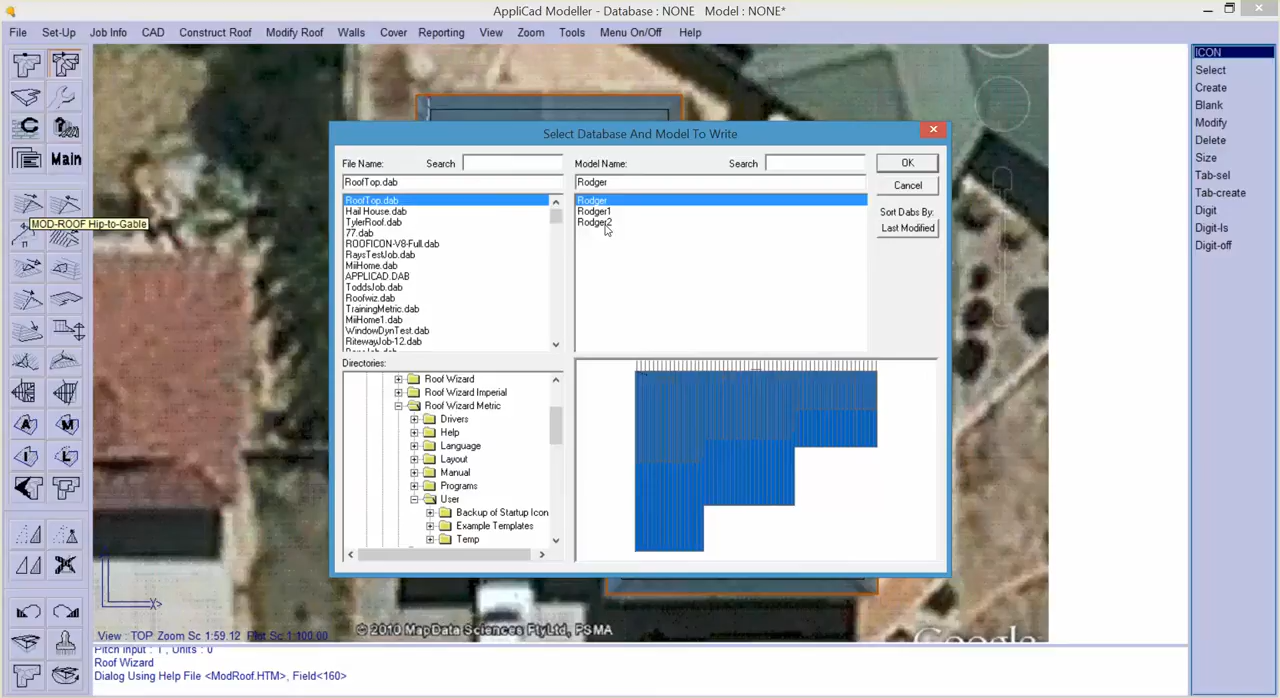 AppliCad Modeller - Database : NONE   Model : NONE*
File   Set-Up   Job Info   CAD   Construct Roof   Modify Roof   Walls   Cover   Reporting   View   Zoom   Tools   Menu On/Off   Help
Main
MOD-ROOF Hip-to-Gable
Select Database And Model To Write
File Name:   Search
RoofTop.dab
RoofTop.dab
Hail House.dab
TylerRoof.dab
77.dab
ROOFICON-V8-Full.dab
RaysTestJob.dab
MiiHome.dab
APPLICAD.DAB
ToddsJob.dab
Roofwiz.dab
TrainingMetric.dab
MiiHome1.dab
WindowDynTest.dab
RitewayJob-12.dab
Directories:
Roof Wizard
Roof Wizard Imperial
Roof Wizard Metric
Drivers
Help
Language
Layout
Manual
Programs
User
Backup of Startup Icon
Example Templates
Temp
Model Name:   Search
Rodger
Rodger
Rodger1
Rodger2
OK
Cancel
Sort Dabs By:
Last Modified
ICON
Select
Create
Blank
Modify
Delete
Size
Tab-sel
Tab-create
Digit
Digit-ls
Digit-off
X
© 2010 MapData Sciences PtyLtd, PSMA
Google
View : TOP Zoom Sc 1:59.12 Plot Sc 1:100.00
Pitch Input : 1 , Units : 0
Roof Wizard
Dialog Using Help File <ModRoof.HTM>, Field<160>